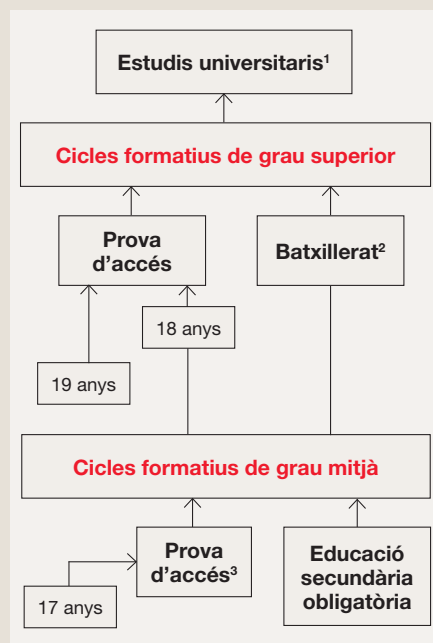 Estudis universitaris¹
Cicles formatius de grau superior
Prova
d’accés
Batxillerat²
18 anys
19 anys
Cicles formatius de grau mitjà
Prova
d’accés³
Educació
secundària
obligatòria
17 anys